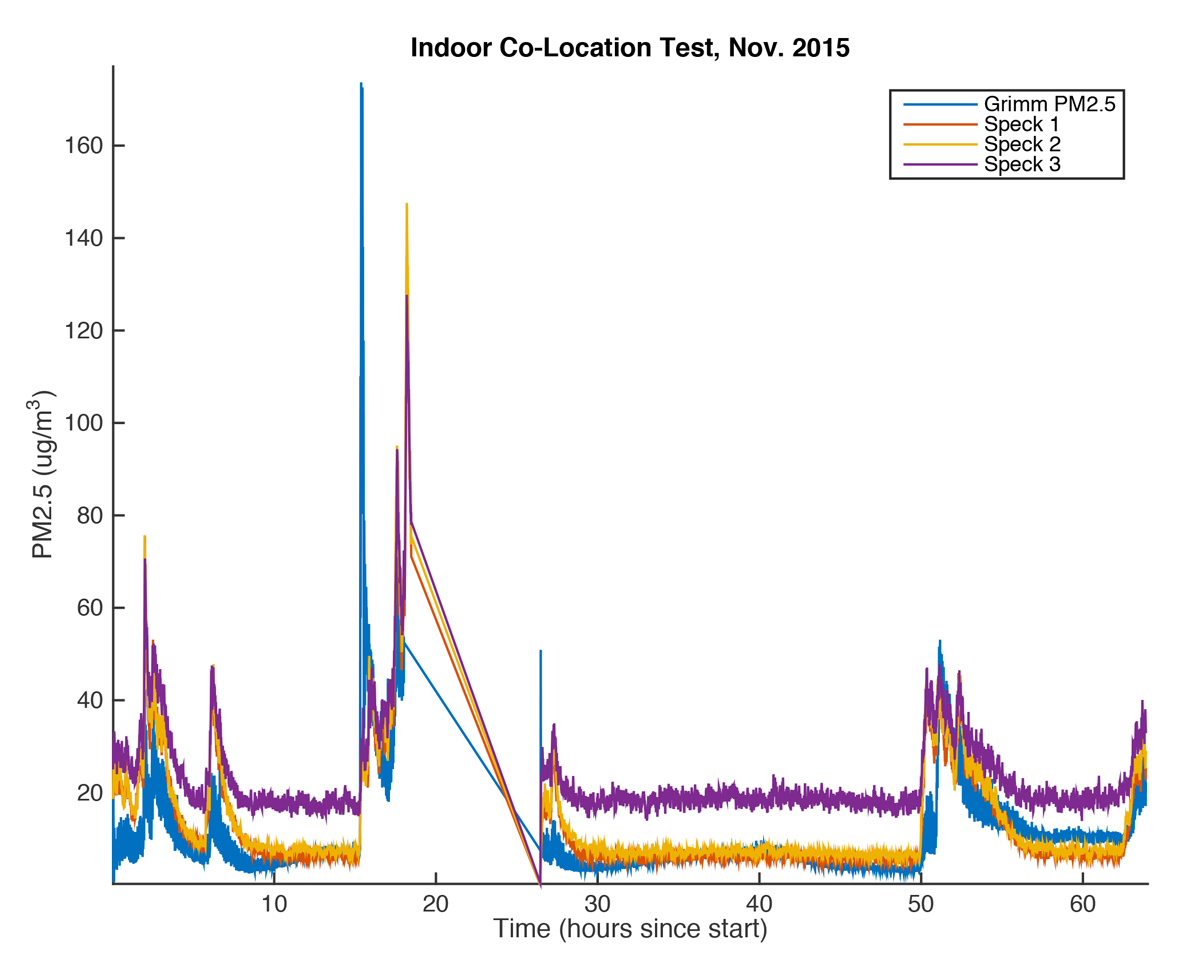 Indoor Co-Location Test, Nov. 2015
Grimm PM2.5
Speck 1
Speck 2
Speck 3
PM2.5 (ug/m³)
160
140
120
100
80
60
40
20
10 20 30 40 50 60
Time (hours since start)